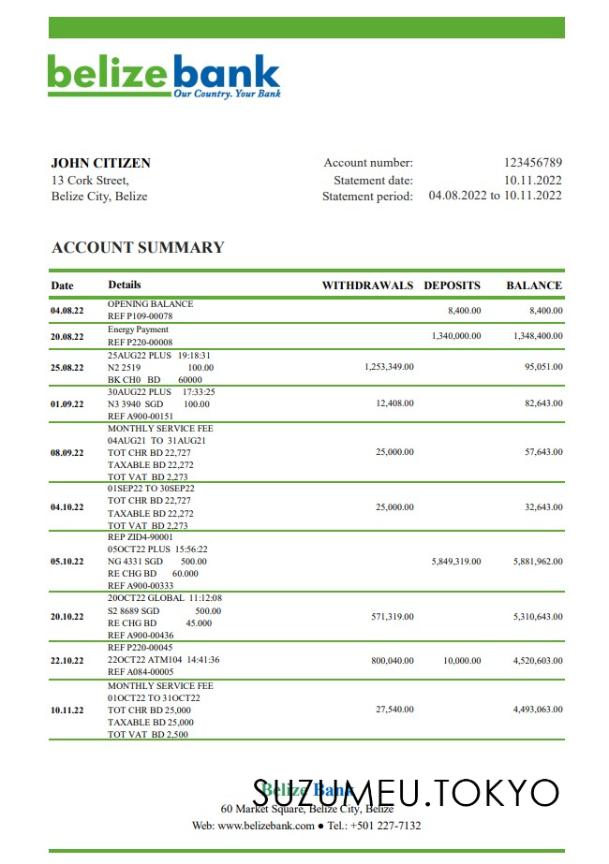 belizebank
Our Country. Your Bank
JOHN CITIZEN
13 Cork Street,
Belize City, Belize
Account number: 123456789
Statement date: 10.11.2022
Statement period: 04.08.2022 to 10.11.2022
ACCOUNT SUMMARY
Date Details WITHDRAWALS DEPOSITS BALANCE
04.08.22 OPENING BALANCE 8,400.00 8,400.00
REF P109-00078
20.08.22 Energy Payment 1,340,000.00 1,348,400.00
REF P220-00008
25AUG22 PLUS 19:18:31
25.08.22 N2 2519 100.00 1,253,349.00 95,051.00
BK CH0 BD 60000
30AUG22 PLUS 17:33:25
01.09.22 N3 3940 SGD 100.00 12,408.00 82,643.00
REF A900-00151
MONTHLY SERVICE FEE
04AUG21 TO 31AUG21
08.09.22 TOT CHR BD 22,727 25,000.00 57,643.00
TAXABLE BD 22,272
TOT VAT BD 2,273
01SEP22 TO 30SEP22
TOT CHR BD 22,727
04.10.22 TAXABLE BD 22,272 25,000.00 32,643.00
TOT VAT BD 2,273
REP ZID4-90001
05OCT22 PLUS 15:56:22
05.10.22 NG 4331 SGD 500.00 5,849,319.00 5,881,962.00
RE CHG BD 60.000
REF A900-00333
20OCT22 GLOBAL 11:12:08
20.10.22 S2 8689 SGD 500.00 571,319.00 5,310,643.00
RE CHG BD 45.000
REF A900-00436
REF P220-00045
22.10.22 22OCT22 ATM104 14:41:36 800,040.00 10,000.00 4,520,603.00
REF A084-00005
MONTHLY SERVICE FEE
01OCT22 TO 31OCT22
10.11.22 TOT CHR BD 25,000 27,540.00 4,493,063.00
TAXABLE BD 25,000
TOT VAT BD 2,500
Belize Bank
SUZUMEU.TOKYO
60 Market Square, Belize City, Belize
Web: www.belizebank.com ● Tel.: +501 227-7132